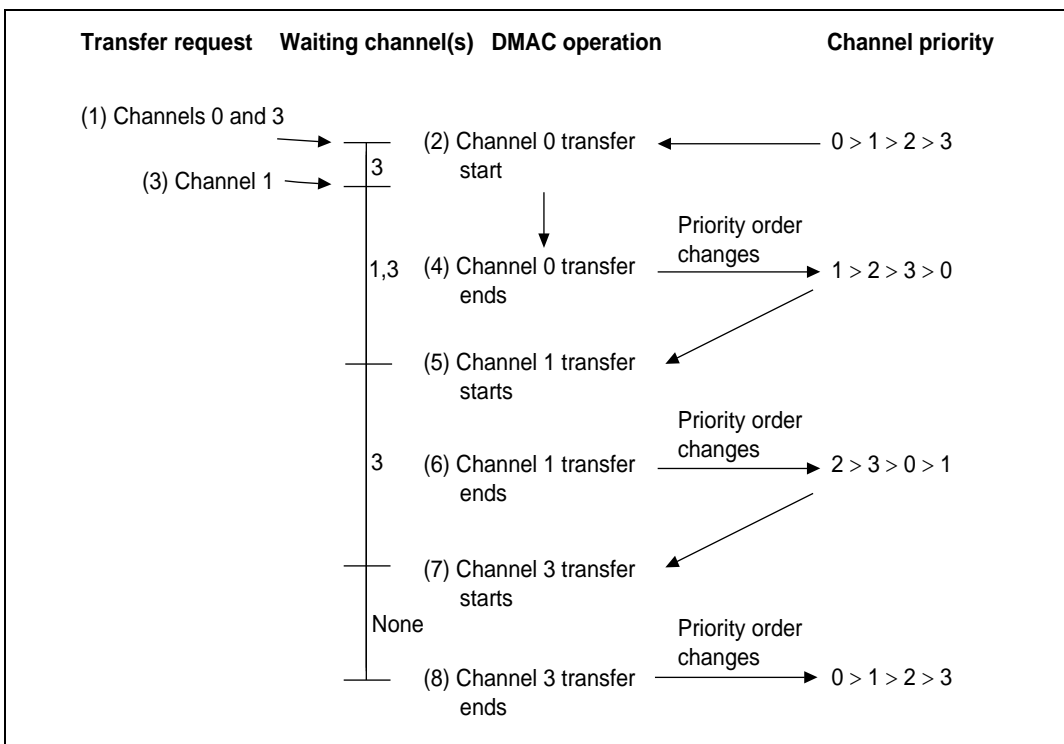 Transfer request Waiting channel(s) DMAC operation Channel priority
(1) Channels 0 and 3
(2) Channel 0 transfer
start
0 > 1 > 2 > 3
3
(3) Channel 1
Priority order
changes
1,3
(4) Channel 0 transfer
ends
1 > 2 > 3 > 0
(5) Channel 1 transfer
starts
Priority order
changes
3
(6) Channel 1 transfer
ends
2 > 3 > 0 > 1
(7) Channel 3 transfer
starts
None
Priority order
changes
(8) Channel 3 transfer
ends
0 > 1 > 2 > 3